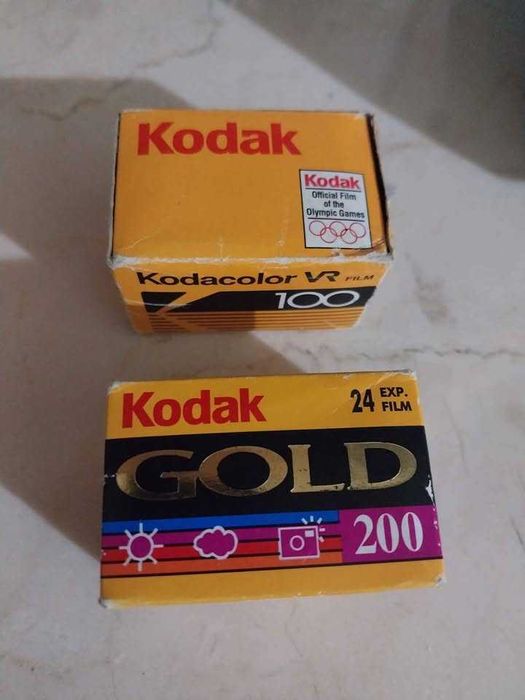 Kodak
Kodak
Official Film
of the
Olympic Games
Kodacolor VR FILM
100
Kodak
24 EXP.
FILM
GOLD
200